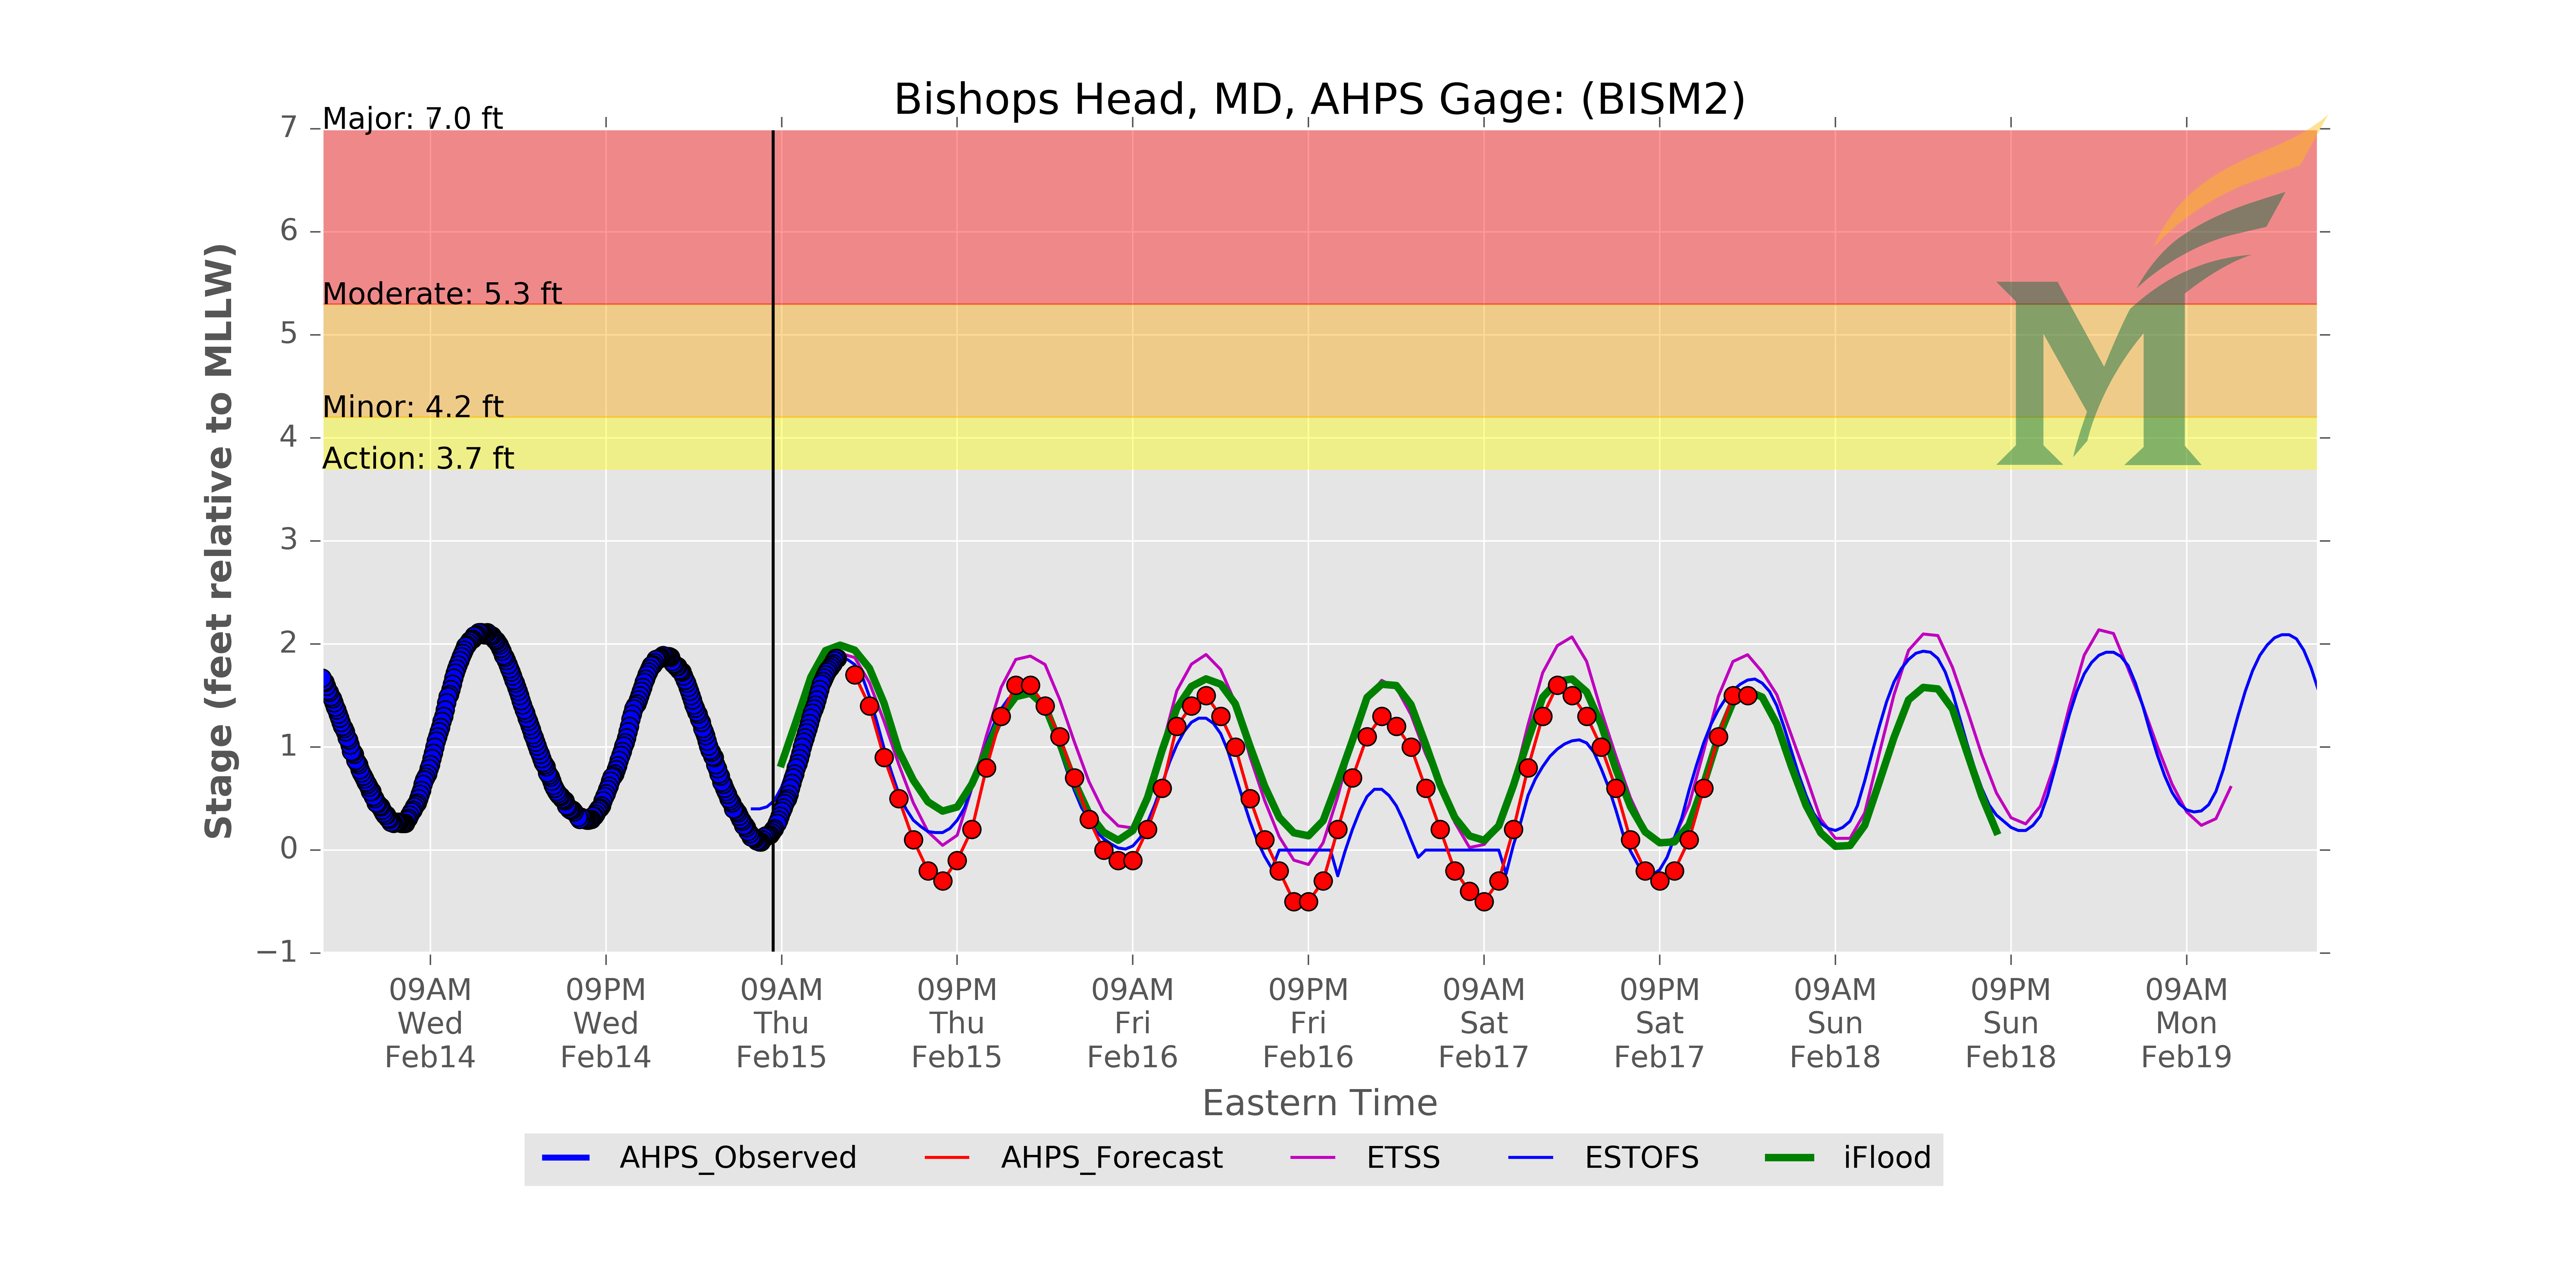 Bishops Head, MD, AHPS Gage: (BISM2)
Major: 7.0 ft
Moderate: 5.3 ft
Minor: 4.2 ft
Action: 3.7 ft
Stage (feet relative to MLLW)
7
6
5
4
3
2
1
0
−1
09AM Wed Feb14
09PM Wed Feb14
09AM Thu Feb15
09PM Thu Feb15
09AM Fri Feb16
09PM Fri Feb16
09AM Sat Feb17
09PM Sat Feb17
09AM Sun Feb18
09PM Sun Feb18
09AM Mon Feb19
Eastern Time
AHPS_Observed
AHPS_Forecast
ETSS
ESTOFS
iFlood
M